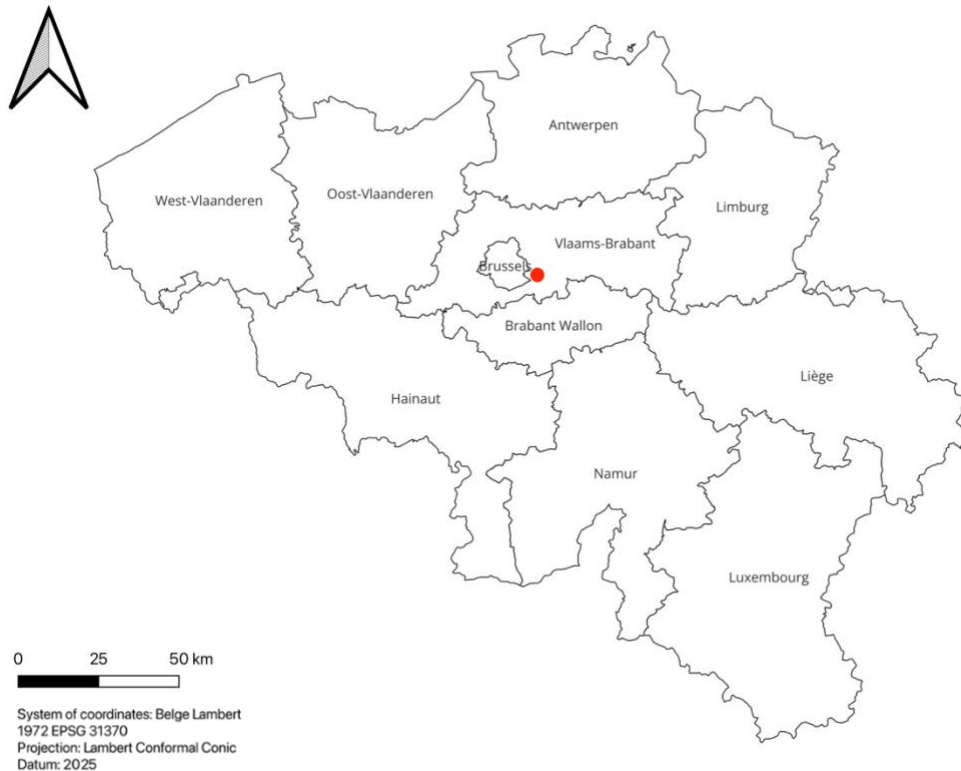 Antwerpen
West-Vlaanderen
Oost-Vlaanderen
Limburg
Vlaams-Brabant
Brussels
Brabant Wallon
Liège
Hainaut
Namur
Luxembourg
0 25 50 km
System of coordinates: Belge Lambert
1972 EPSG 31370
Projection: Lambert Conformal Conic
Datum: 2025